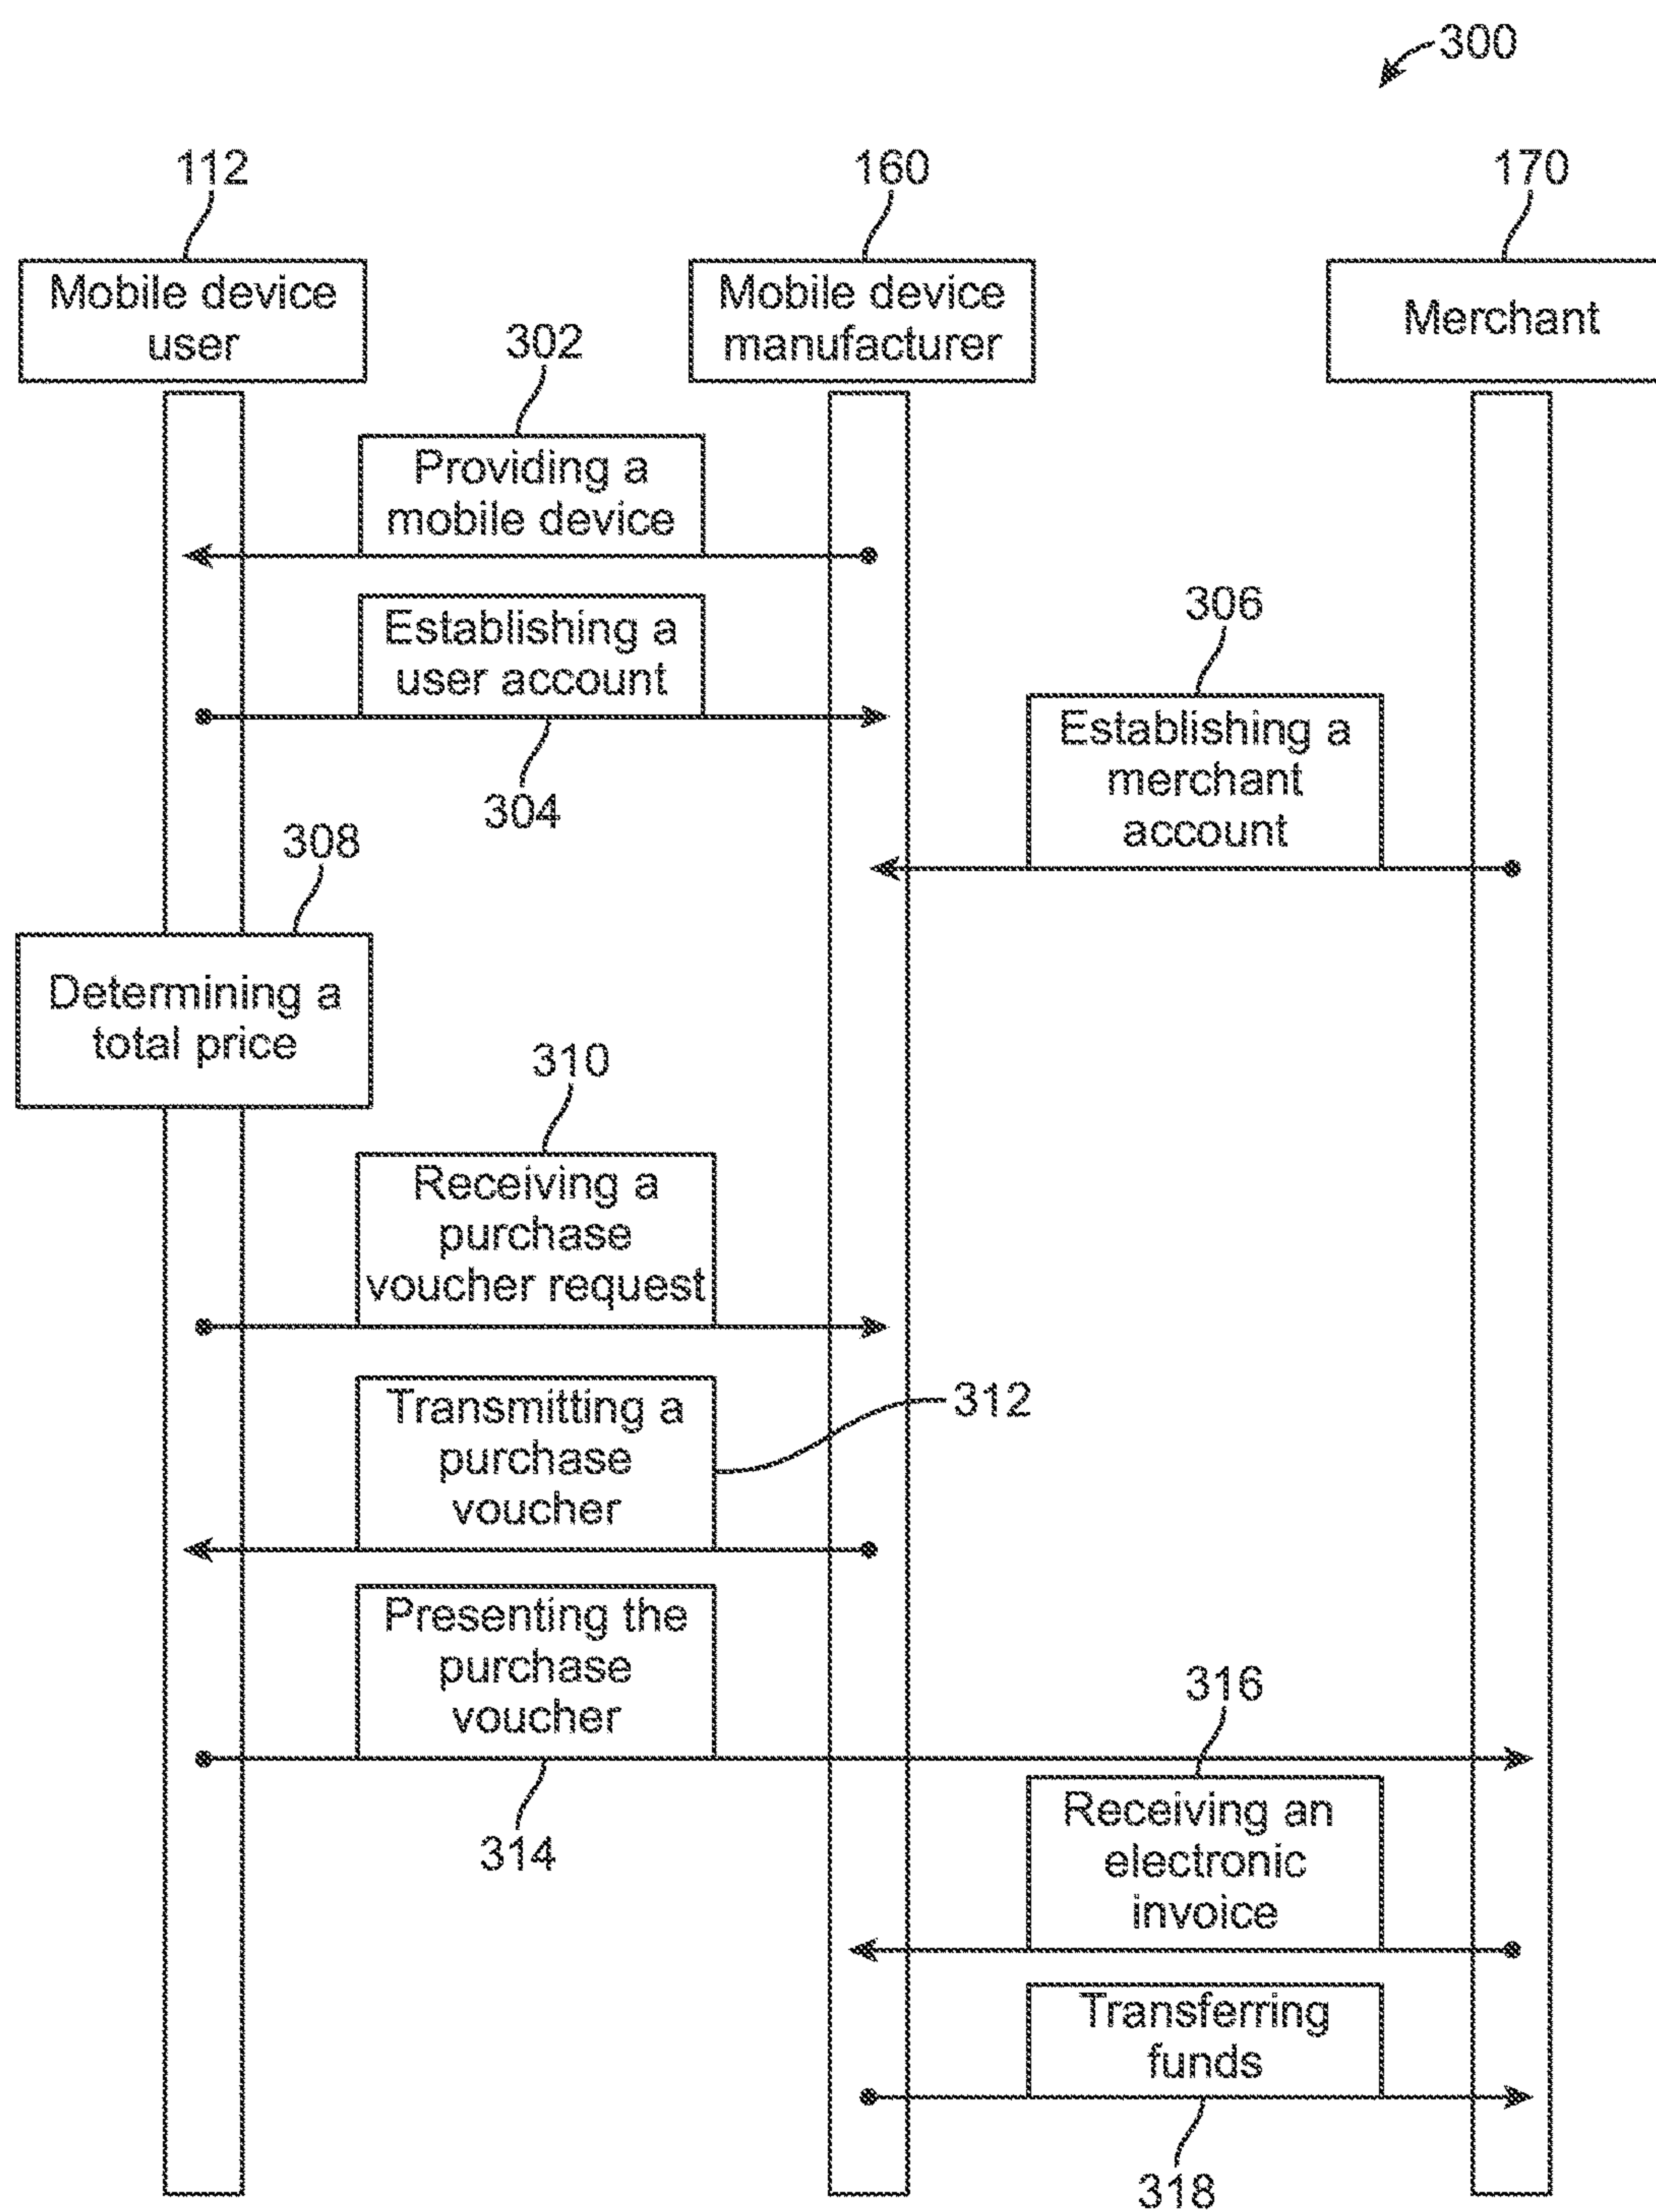 300
112
160
170
Mobile device
user
Mobile device
manufacturer
Merchant
302
Providing a
mobile device
Establishing a
user account
304
306
Establishing a
merchant
account
308
Determining a
total price
310
Receiving a
purchase
voucher request
312
Transmitting a
purchase
voucher
Presenting the
purchase
voucher
314
316
Receiving an
electronic
invoice
Transferring
funds
318